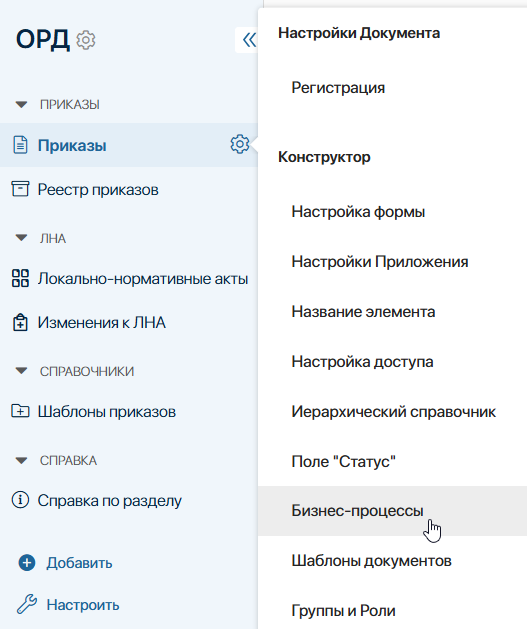 ОРД
ПРИКАЗЫ
Приказы
Реестр приказов
ЛНА
Локально-нормативные акты
Изменения к ЛНА
СПРАВОЧНИКИ
Шаблоны приказов
СПРАВКА
Справка по разделу
Добавить
Настроить
Настройки Документа
Регистрация
Конструктор
Настройка формы
Настройки Приложения
Название элемента
Настройка доступа
Иерархический справочник
Поле "Статус"
Бизнес-процессы
Шаблоны документов
Группы и Роли